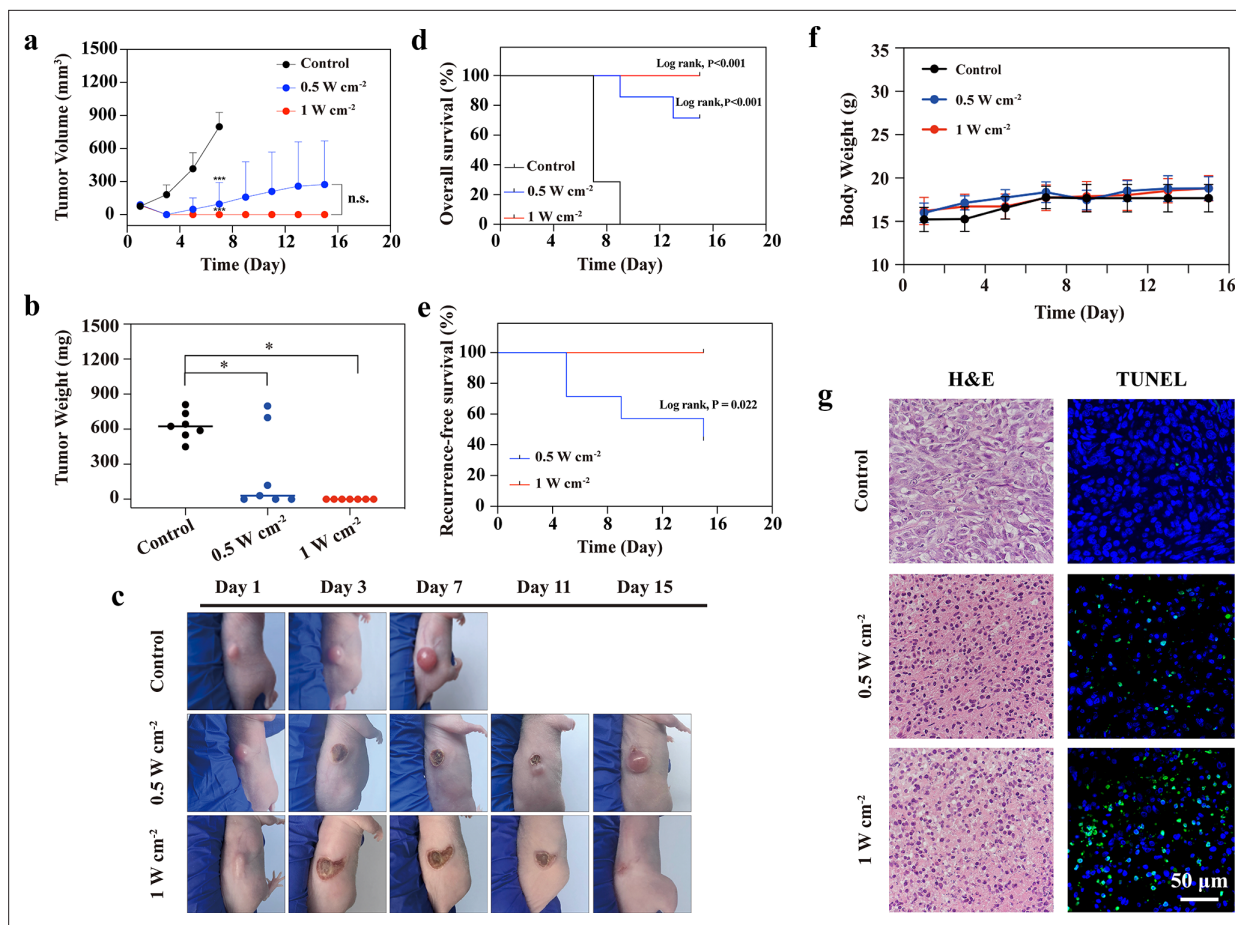 a
1500
1200
900
600
300
0
Tumor Volume (mm³)
Control
0.5 W cm⁻²
1 W cm⁻²
***
***
n.s.
0
4
8
12
16
20
Time (Day)
d
100
80
60
40
20
0
Overall survival (%)
Log rank, P<0.001
Log rank,P<0.001
Control
0.5 W cm⁻²
1 W cm⁻²
0
4
8
12
16
20
Time (Day)
f
35
30
25
20
15
10
Body Weight (g)
Control
0.5 W cm⁻²
1 W cm⁻²
0
4
8
12
16
Time (Day)
b
1500
1200
900
600
300
0
Tumor Weight (mg)
*
*
Control
0.5 W cm⁻²
1 W cm⁻²
e
100
80
60
40
20
0
Recurrence-free survival (%)
Log rank, P = 0.022
0.5 W cm⁻²
1 W cm⁻²
0
4
8
12
16
20
Time (Day)
c
Day 1 Day 3 Day 7 Day 11 Day 15
Control
0.5 W cm⁻²
1 W cm⁻²
g
H&E TUNEL
Control
0.5 W cm⁻²
1 W cm⁻²
50 µm